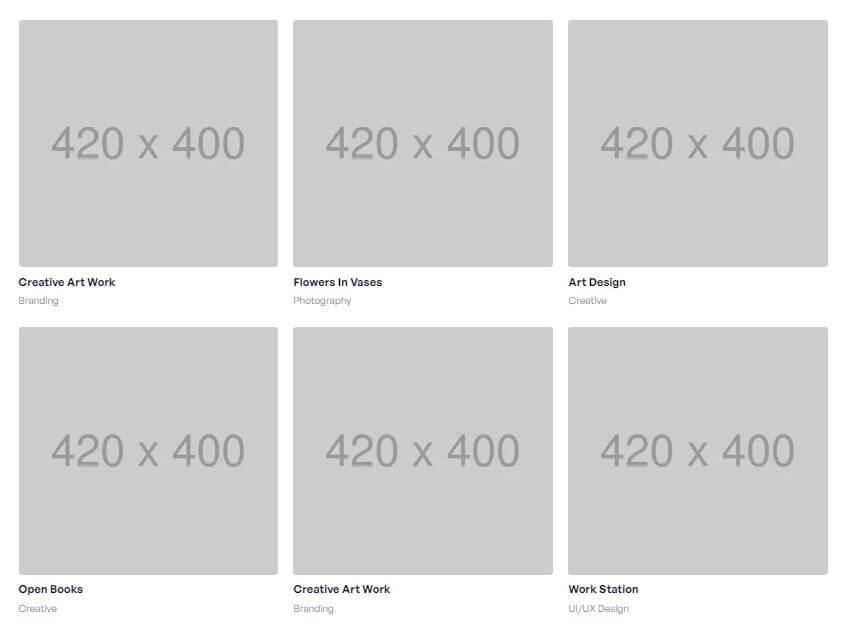 420 x 400
420 x 400
420 x 400
Creative Art Work
Branding
Flowers In Vases
Photography
Art Design
Creative
420 x 400
420 x 400
420 x 400
Open Books
Creative
Creative Art Work
Branding
Work Station
UI/UX Design